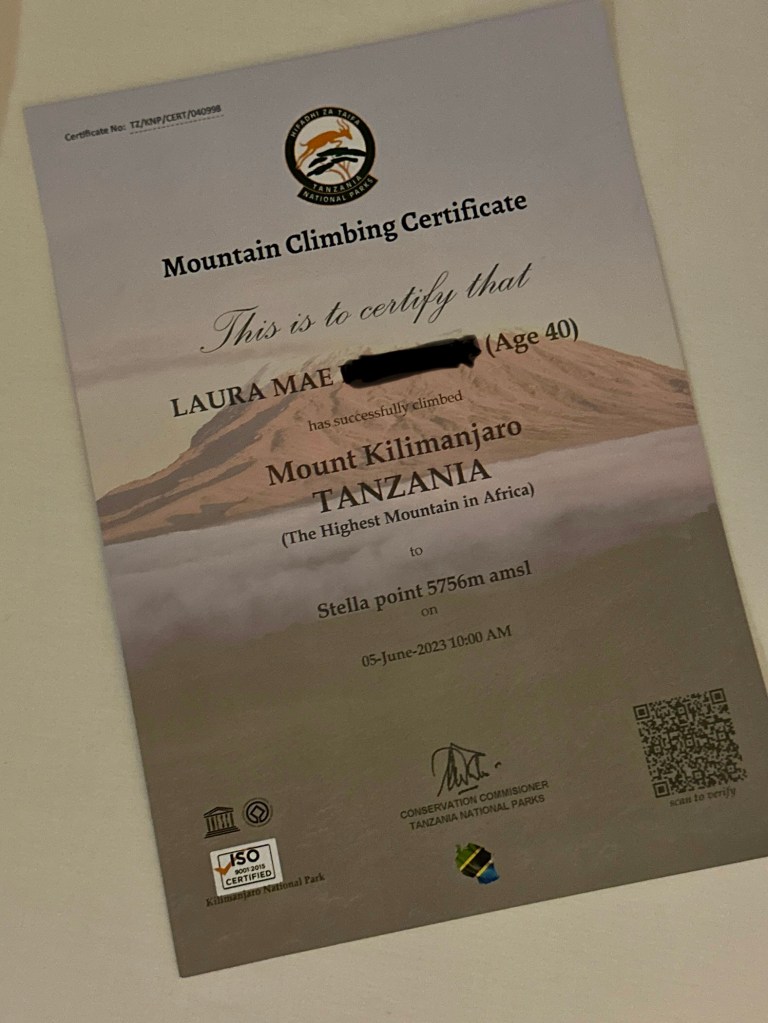 Certificate No: TZ/KNP/CERT/040998
HIFADHI ZA TAIFA
TANZANIA
NATIONAL PARKS
Mountain Climbing Certificate
This is to certify that
LAURA MAE (Age 40)
has successfully climbed
Mount Kilimanjaro
TANZANIA
(The Highest Mountain in Africa)
to
Stella point 5756m amsl
on
05-June-2023 10:00 AM
CONSERVATION COMMISIONER
TANZANIA NATIONAL PARKS
scan to verify
ISO
9001:2015
CERTIFIED
Kilimanjaro National Park